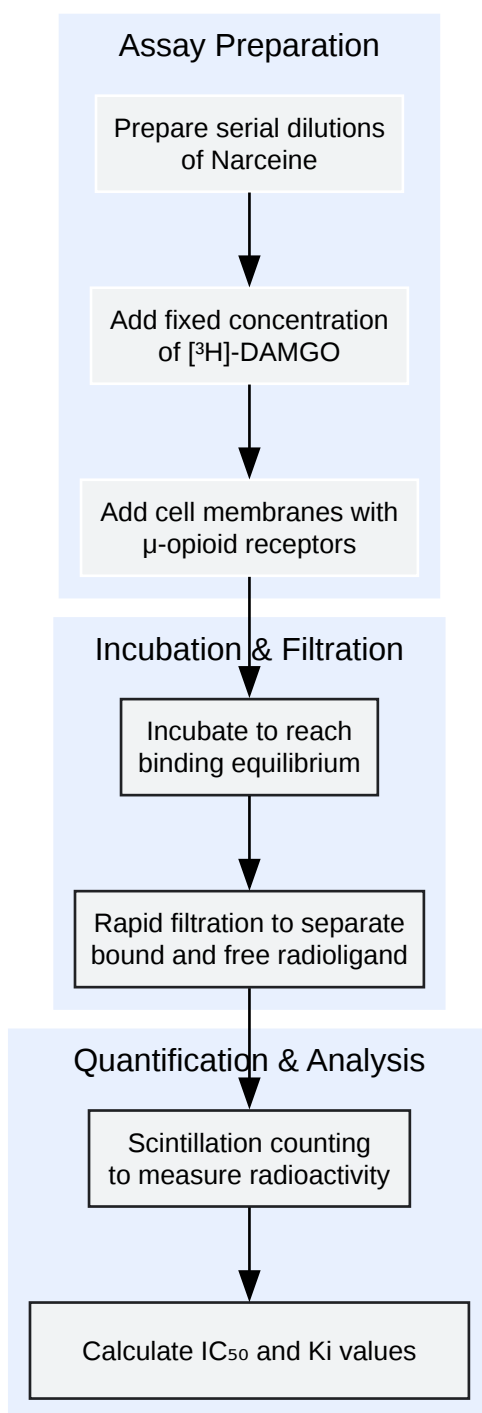 Assay Preparation
Prepare serial dilutions
of Narceine
Add fixed concentration
of [³H]-DAMGO
Add cell membranes with
μ-opioid receptors
Incubation & Filtration
Incubate to reach
binding equilibrium
Rapid filtration to separate
bound and free radioligand
Quantification & Analysis
Scintillation counting
to measure radioactivity
Calculate IC₅₀ and Ki values